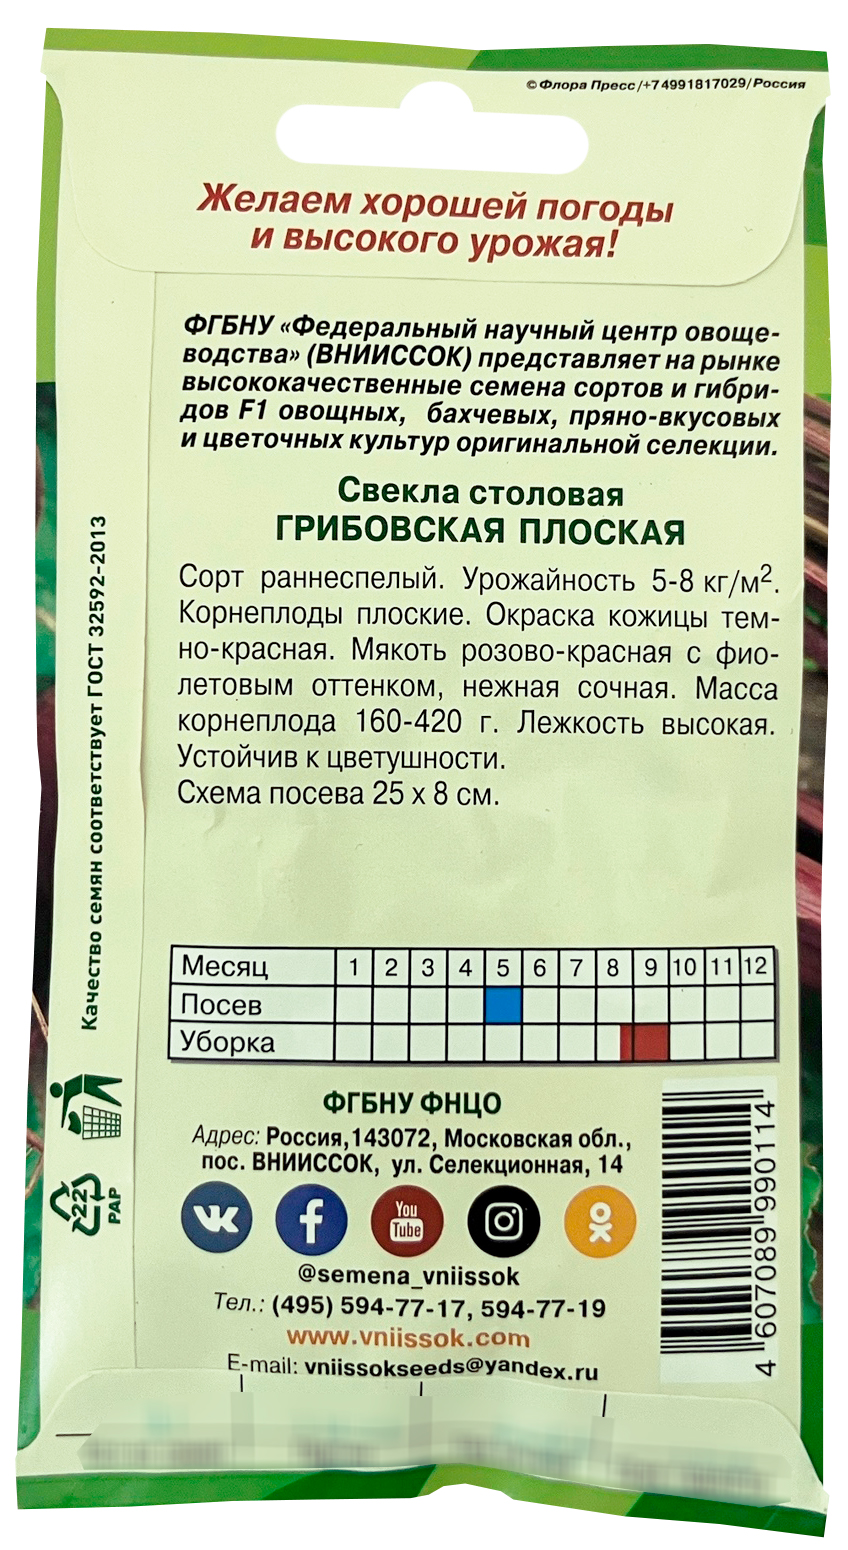 © Флора Пресс/+74991817029/Россия
Желаем хорошей погоды
и высокого урожая!
ФГБНУ «Федеральный научный центр овоще-
водства» (ВНИИССОК) представляет на рынке
высококачественные семена сортов и гибри-
дов F1 овощных, бахчевых, пряно-вкусовых
и цветочных культур оригинальной селекции.
Свекла столовая
ГРИБОВСКАЯ ПЛОСКАЯ
Сорт раннеспелый. Урожайность 5-8 кг/м².
Корнеплоды плоские. Окраска кожицы тем-
но-красная. Мякоть розово-красная с фио-
летовым оттенком, нежная сочная. Масса
корнеплода 160-420 г. Лежкость высокая.
Устойчив к цветушности.
Схема посева 25 х 8 см.
Качество семян соответствует ГОСТ 32592-2013
Месяц 1 2 3 4 5 6 7 8 9 10 11 12
Посев
Уборка
ФГБНУ ФНЦО
Адрес: Россия,143072, Московская обл.,
пос. ВНИИССОК, ул. Селекционная, 14
You
Tube
@semena_vniissok
Тел.: (495) 594-77-17, 594-77-19
www.vniissok.com
E-mail: vniissokseeds@yandex.ru
22
PAP
4 607089 990114